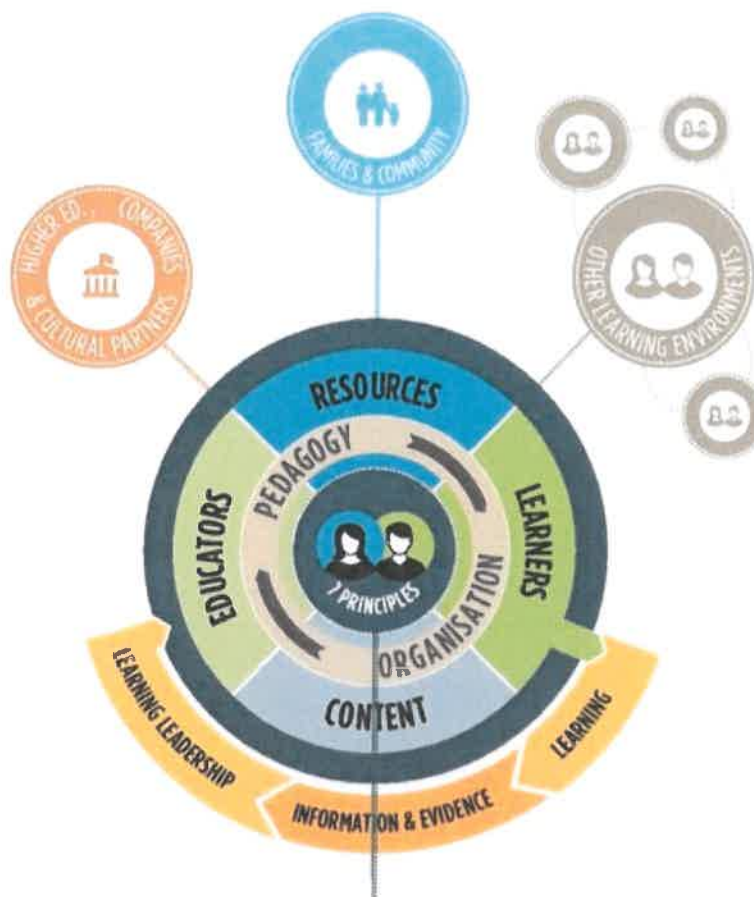 FAMILIES & COMMUNITY
HIGHER ED., COMPANIES
& CULTURAL PARTNERS
OTHER LEARNING ENVIRONMENTS
RESOURCES
PEDAGOGY
EDUCATORS
LEARNERS
7 PRINCIPLES
ORGANISATION
CONTENT
LEARNING LEADERSHIP
INFORMATION & EVIDENCE
LEARNING